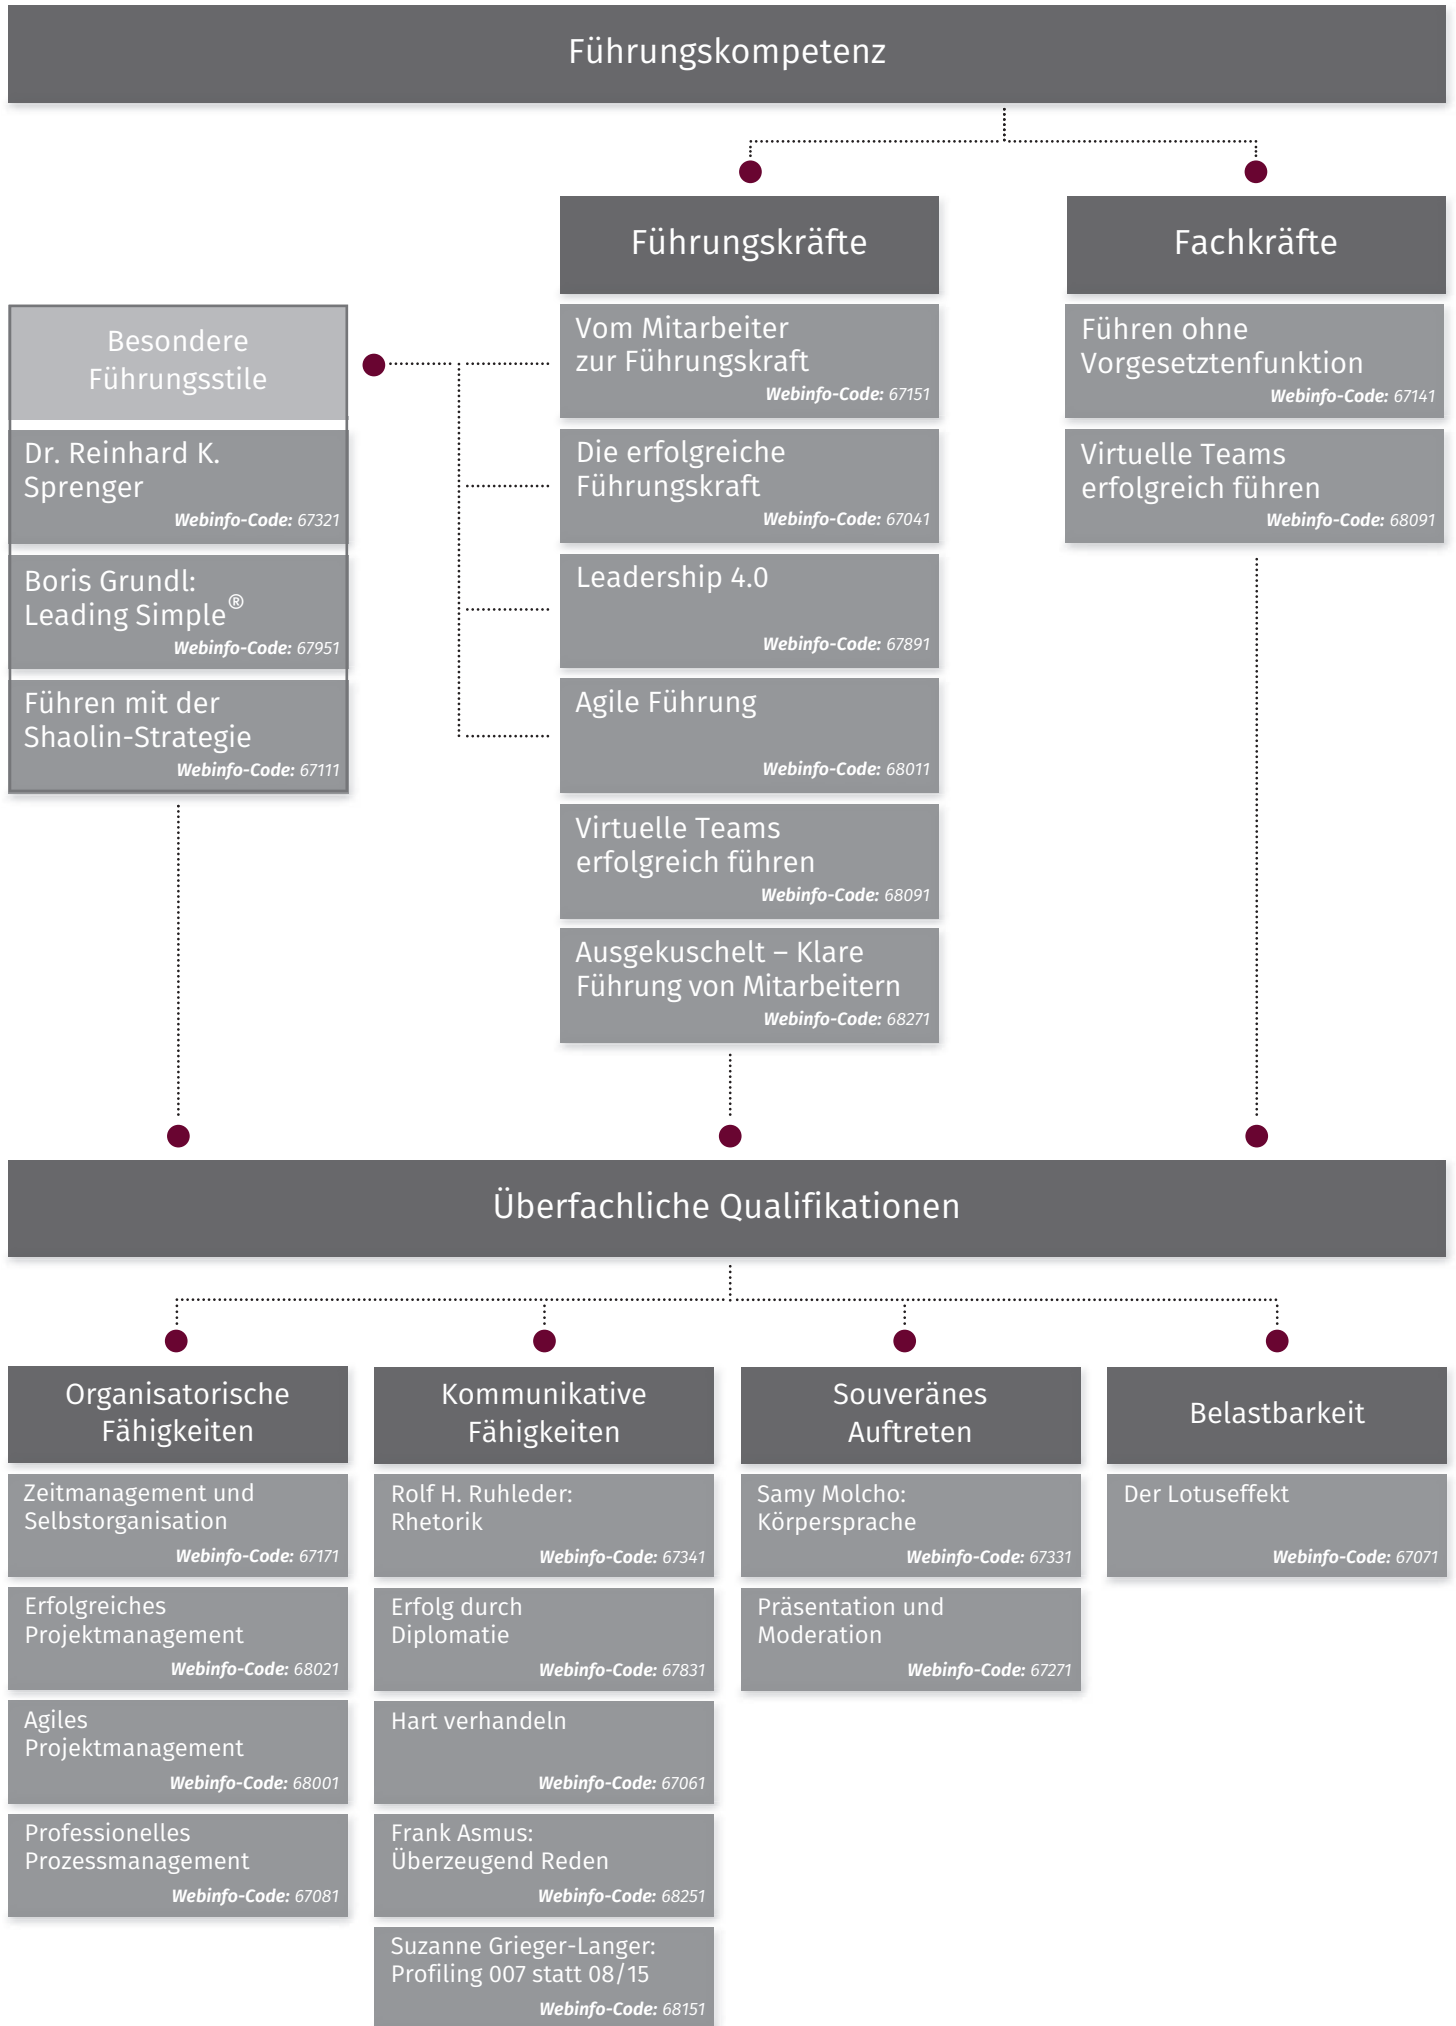 Führungskompetenz
Führungskräfte
Fachkräfte
Besondere
Führungsstile
Dr. Reinhard K.
Sprenger
Webinfo-Code: 67321
Boris Grundl:
Leading Simple®
Webinfo-Code: 67951
Führen mit der
Shaolin-Strategie
Webinfo-Code: 67111
Vom Mitarbeiter
zur Führungskraft
Webinfo-Code: 67151
Die erfolgreiche
Führungskraft
Webinfo-Code: 67041
Leadership 4.0
Webinfo-Code: 67891
Agile Führung
Webinfo-Code: 68011
Virtuelle Teams
erfolgreich führen
Webinfo-Code: 68091
Ausgekuschelt – Klare
Führung von Mitarbeitern
Webinfo-Code: 68271
Führen ohne
Vorgesetztenfunktion
Webinfo-Code: 67141
Virtuelle Teams
erfolgreich führen
Webinfo-Code: 68091
Überfachliche Qualifikationen
Organisatorische
Fähigkeiten
Zeitmanagement und
Selbstorganisation
Webinfo-Code: 67171
Erfolgreiches
Projektmanagement
Webinfo-Code: 68021
Agiles
Projektmanagement
Webinfo-Code: 68001
Professionelles
Prozessmanagement
Webinfo-Code: 67081
Kommunikative
Fähigkeiten
Rolf H. Ruhleder:
Rhetorik
Webinfo-Code: 67341
Erfolg durch
Diplomatie
Webinfo-Code: 67831
Hart verhandeln
Webinfo-Code: 67061
Frank Asmus:
Überzeugend Reden
Webinfo-Code: 68251
Suzanne Grieger-Langer:
Profiling 007 statt 08/15
Webinfo-Code: 68151
Souveränes
Auftreten
Samy Molcho:
Körpersprache
Webinfo-Code: 67331
Präsentation und
Moderation
Webinfo-Code: 67271
Belastbarkeit
Der Lotuseffekt
Webinfo-Code: 67071